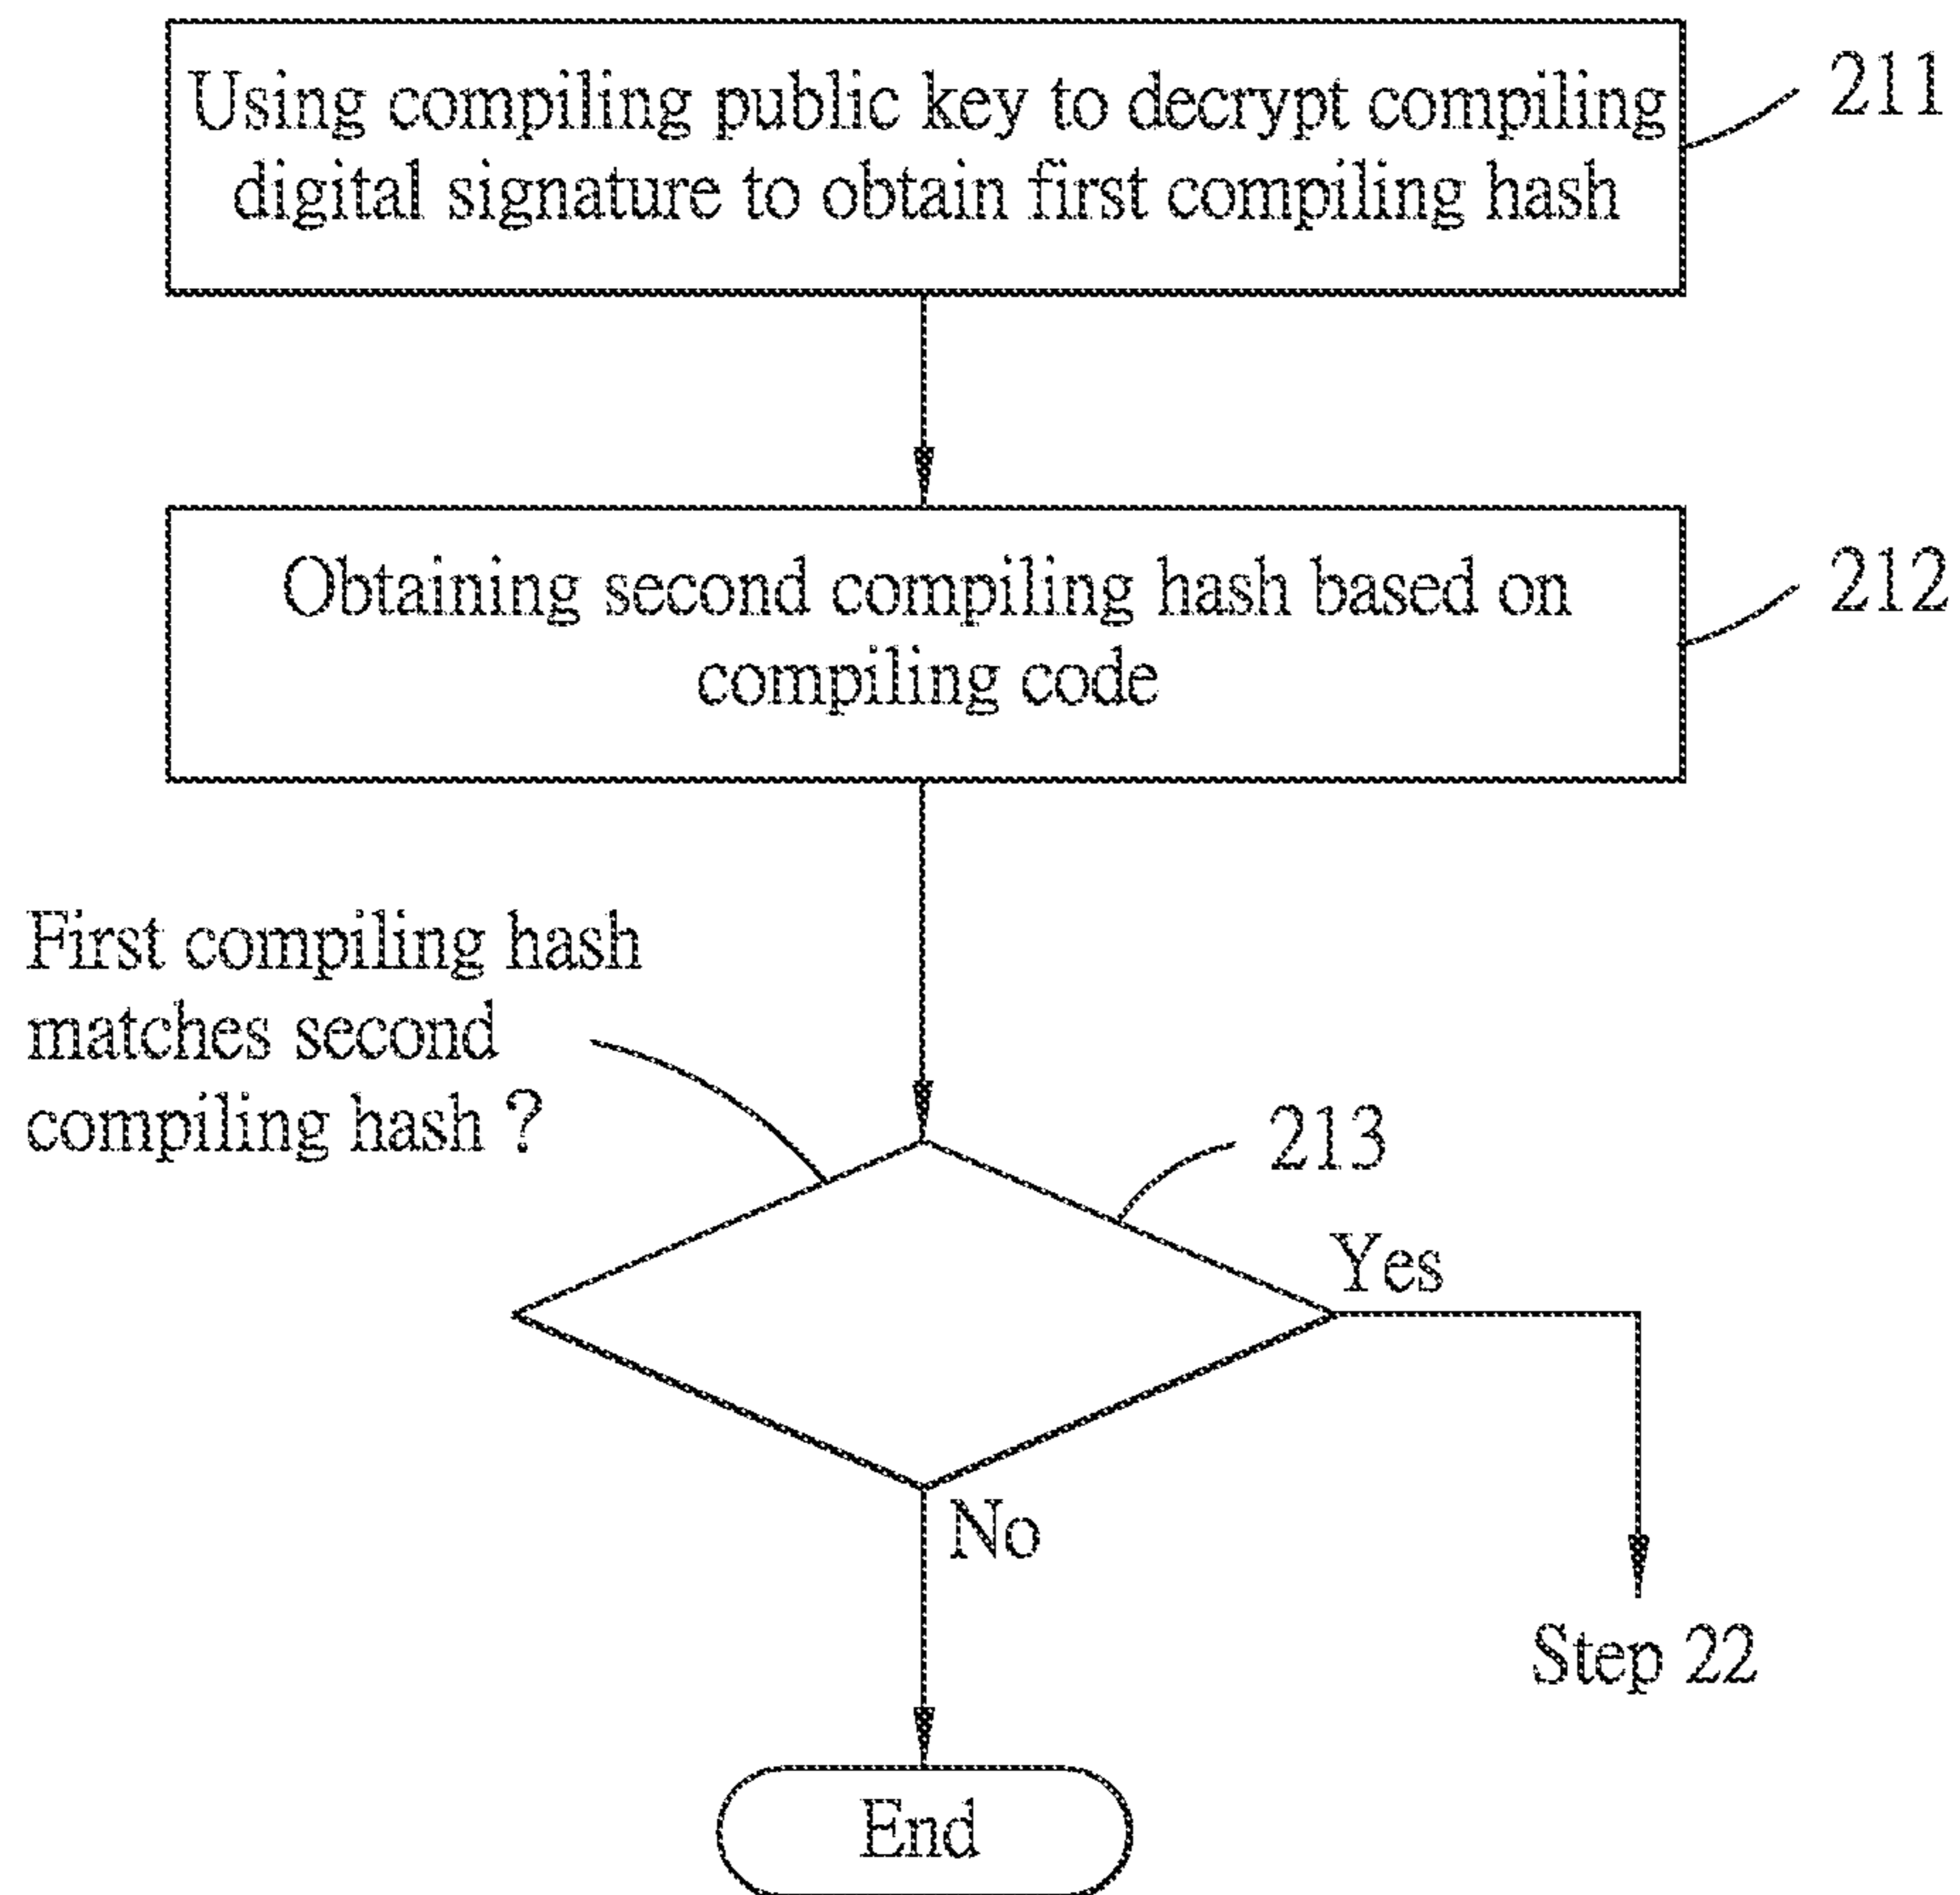 Using compiling public key to decrypt compiling
digital signature to obtain first compiling hash
211
Obtaining second compiling hash based on
compiling code
212
First compiling hash
matches second
compiling hash ?
213
Yes
No
Step 22
End